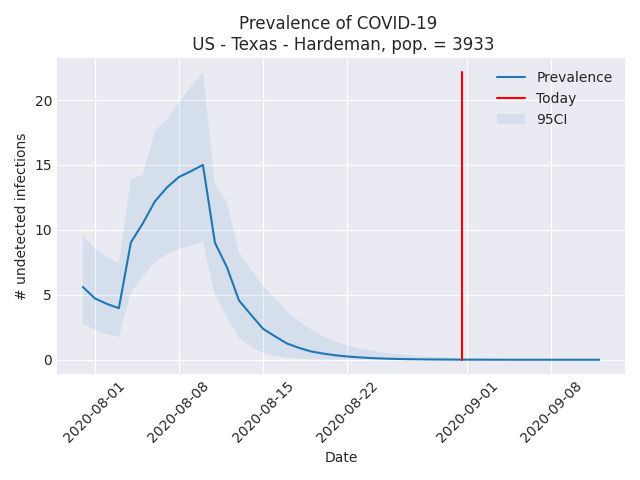 Prevalence of COVID-19
US - Texas - Hardeman, pop. = 3933
# undetected infections
20
15
10
5
0
Prevalence
Today
95CI
2020-08-01
2020-08-08
2020-08-15
2020-08-22
2020-09-01
2020-09-08
Date